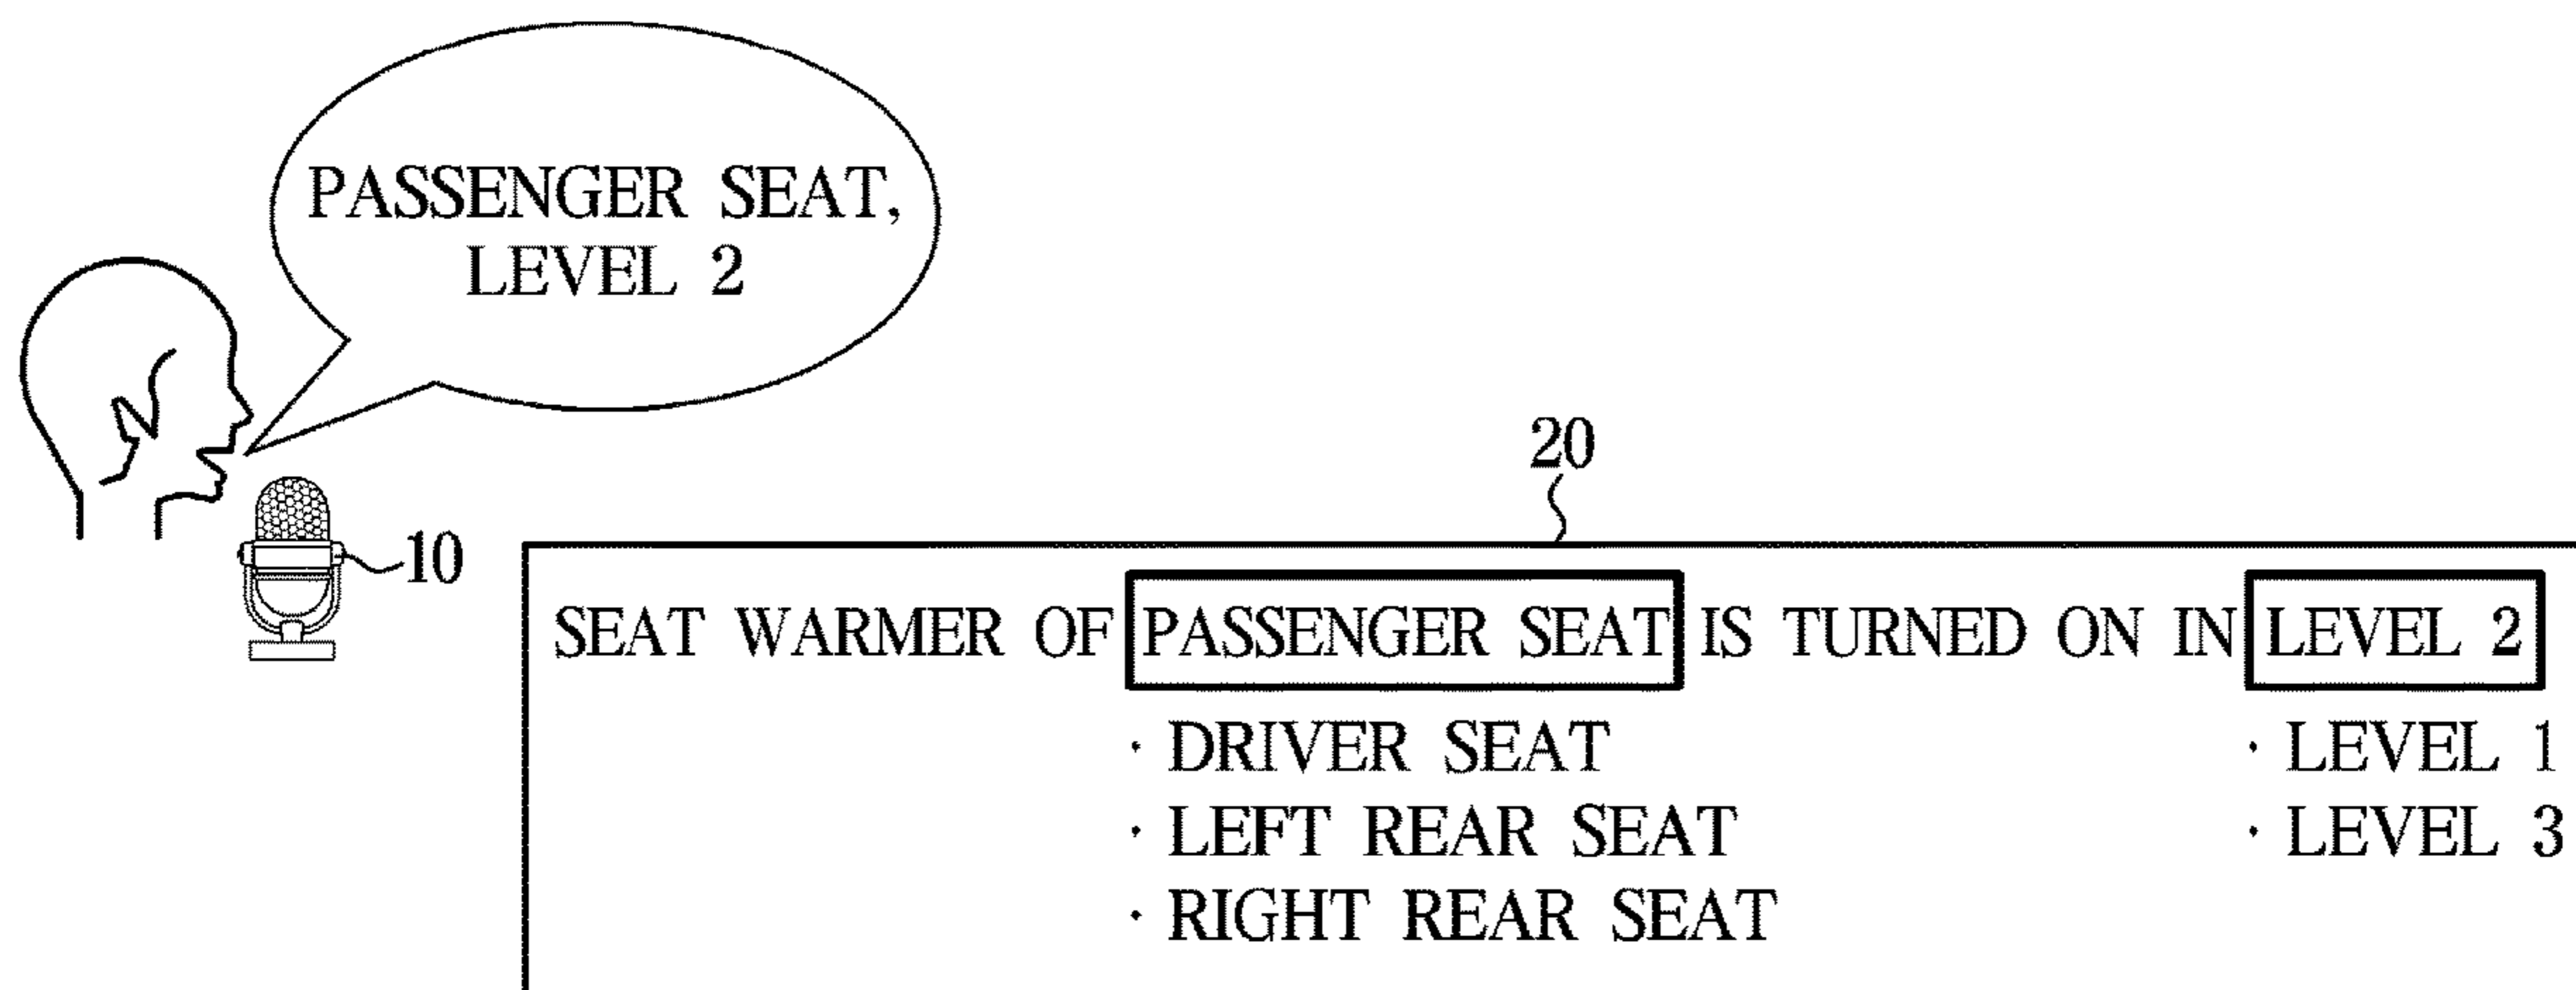 PASSENGER SEAT,
LEVEL 2
20
10
SEAT WARMER OF PASSENGER SEAT IS TURNED ON IN LEVEL 2
· DRIVER SEAT
· LEFT REAR SEAT
· RIGHT REAR SEAT
· LEVEL 1
· LEVEL 3